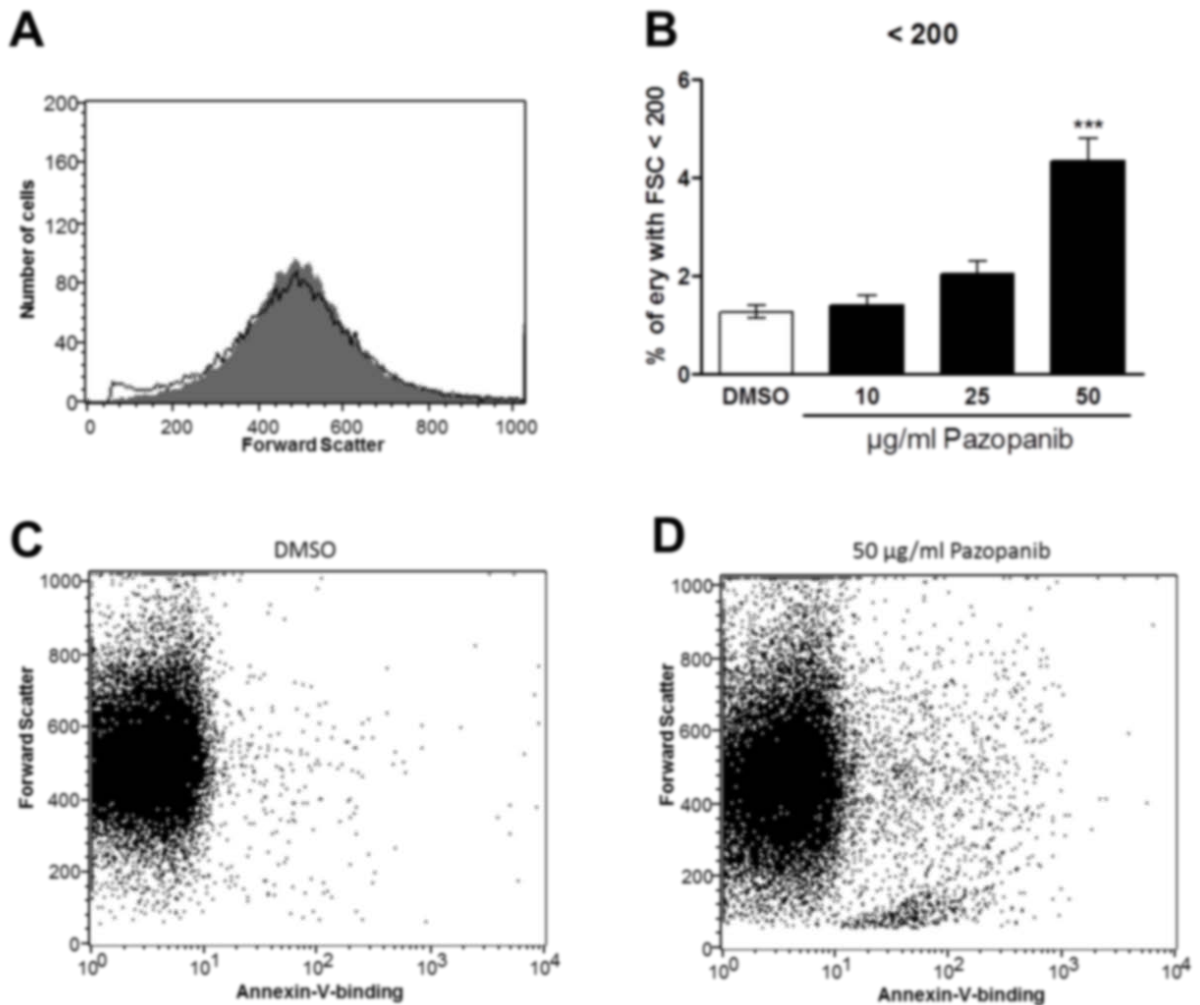 A
200
160
120
80
40
0
Number of cells
0 200 400 600 800 1000
Forward Scatter
B
< 200
6
4
2
0
% of ery with FSC < 200
***
DMSO 10 25 50
µg/ml Pazopanib
C
DMSO
1000
800
600
400
200
0
Forward Scatter
10⁰ 10¹ 10² 10³ 10⁴
Annexin-V-binding
D
50 µg/ml Pazopanib
1000
800
600
400
200
0
Forward Scatter
10⁰ 10¹ 10² 10³ 10⁴
Annexin-V-binding